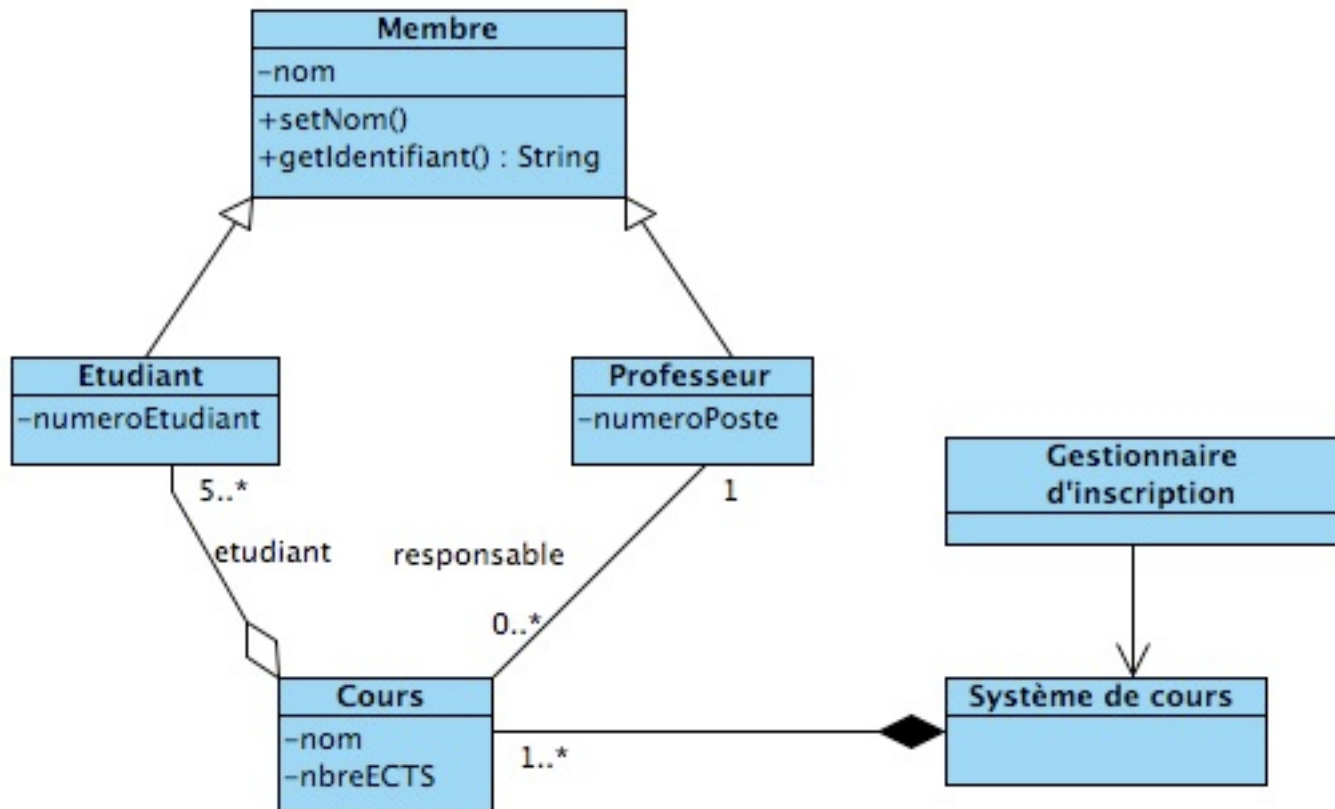 Membre
-nom
+setNom()
+getIdentifiant() : String
Etudiant
-numeroEtudiant
Professeur
-numeroPoste
Gestionnaire
d'inscription
5..*
1
etudiant
responsable
0..*
Cours
-nom
-nbreECTS
1..*
Système de cours